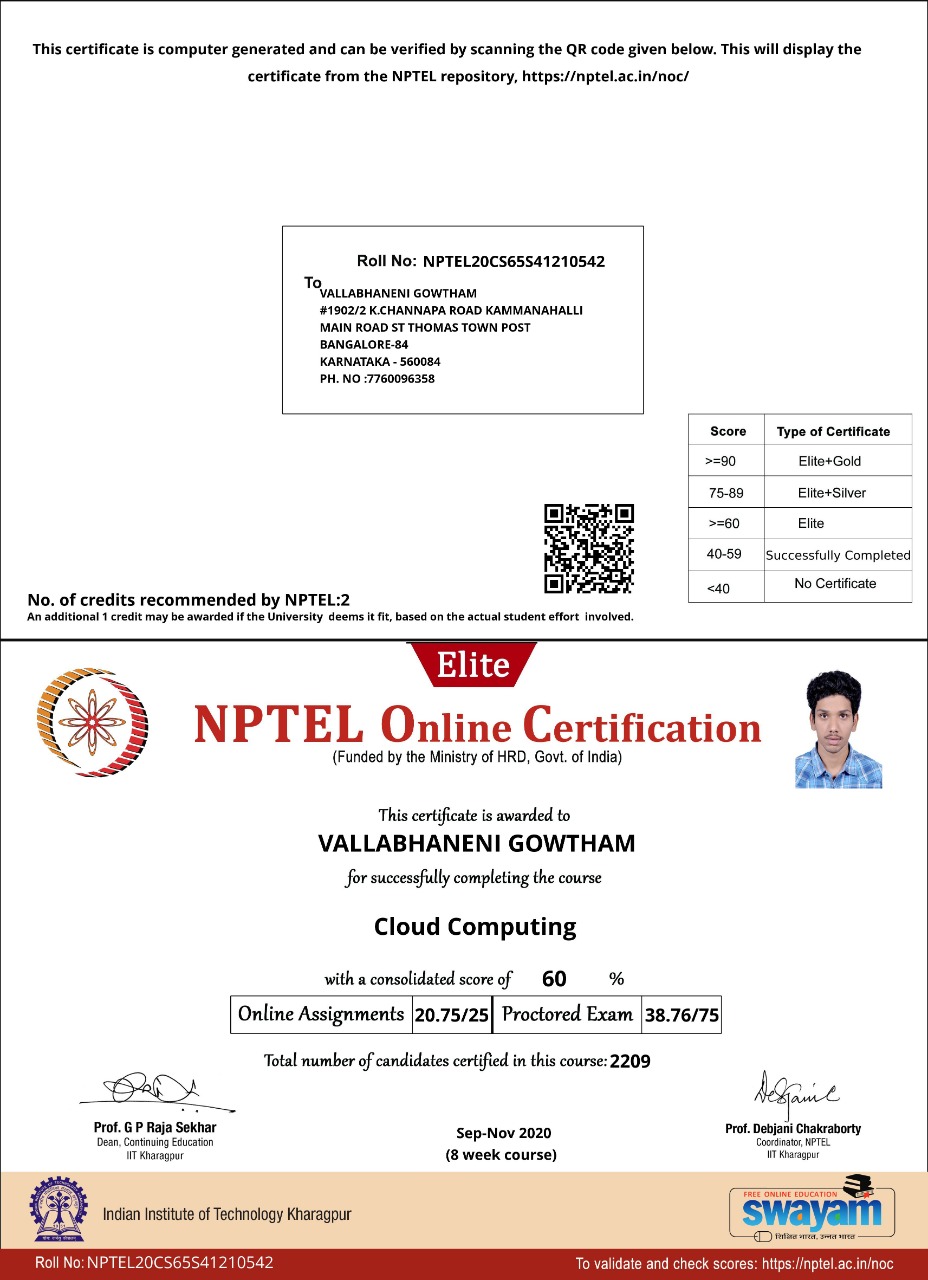 This certificate is computer generated and can be verified by scanning the QR code given below. This will display the
certificate from the NPTEL repository, https://nptel.ac.in/noc/
Roll No: NPTEL20CS65S41210542
To
VALLABHANENI GOWTHAM
#1902/2 K.CHANNAPA ROAD KAMMANAHALLI
MAIN ROAD ST THOMAS TOWN POST
BANGALORE-84
KARNATAKA - 560084
PH. NO :7760096358
Score Type of Certificate
>=90 Elite+Gold
75-89 Elite+Silver
>=60 Elite
40-59 Successfully Completed
<40 No Certificate
No. of credits recommended by NPTEL:2
An additional 1 credit may be awarded if the University deems it fit, based on the actual student effort involved.
Elite
NPTEL Online Certification
(Funded by the Ministry of HRD, Govt. of India)
This certificate is awarded to
VALLABHANENI GOWTHAM
for successfully completing the course
Cloud Computing
with a consolidated score of 60 %
Online Assignments 20.75/25 Proctored Exam 38.76/75
Total number of candidates certified in this course: 2209
Prof. G P Raja Sekhar
Dean, Continuing Education
IIT Kharagpur
Sep-Nov 2020
(8 week course)
Prof. Debjani Chakraborty
Coordinator, NPTEL
IIT Kharagpur
Indian Institute of Technology Kharagpur
FREE ONLINE EDUCATION
swayam
शिक्षित भारत, उन्नत भारत
Roll No: NPTEL20CS65S41210542
To validate and check scores: https://nptel.ac.in/noc